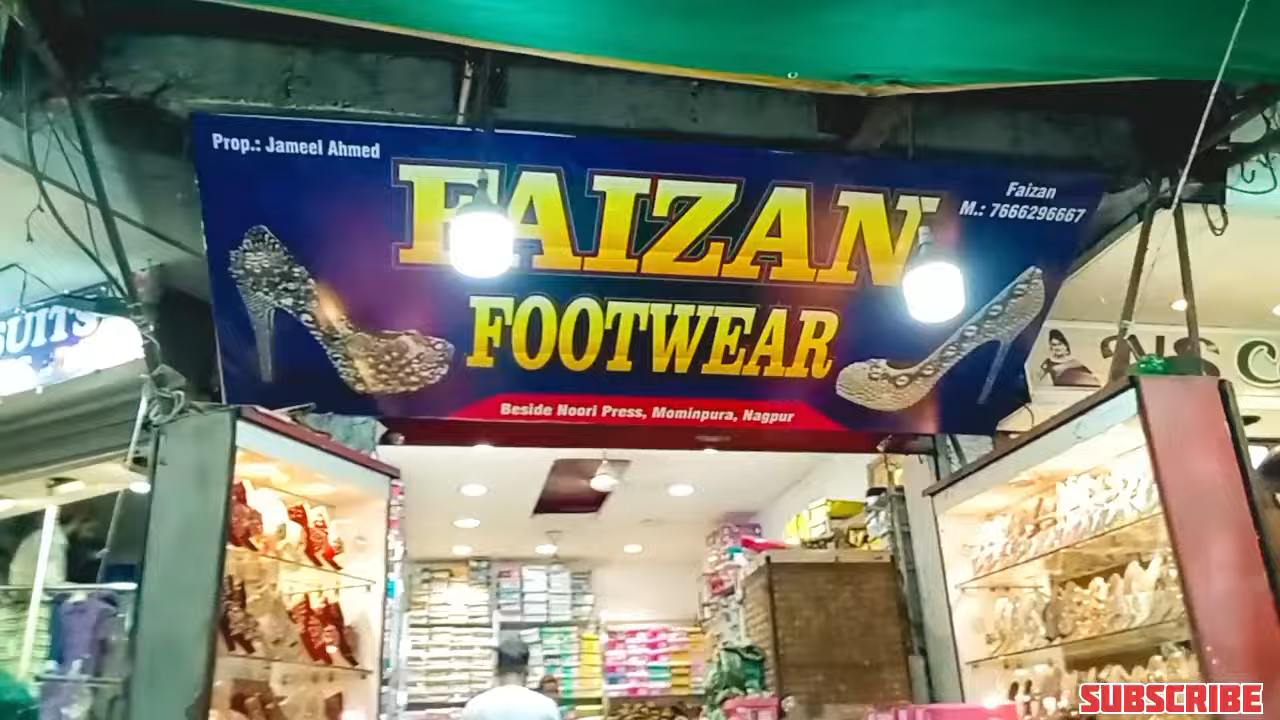 Prop.: Jameel Ahmed
FAIZAN
FOOTWEAR
Faizan
M.: 7666296667
Beside Noori Press, Mominpura, Nagpur
SUITS
SUBSCRIBE